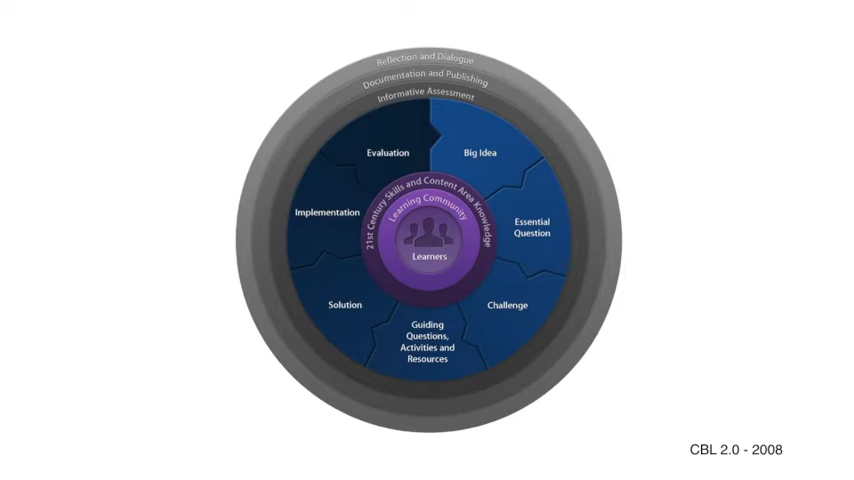 Reflection and Dialogue
Documentation and Publishing
Informative Assessment
Evaluation
Big Idea
21st Century Skills and Content Area Knowledge
Learning Community
Learners
Implementation
Essential
Question
Solution
Challenge
Guiding
Questions,
Activities and
Resources
CBL 2.0 - 2008